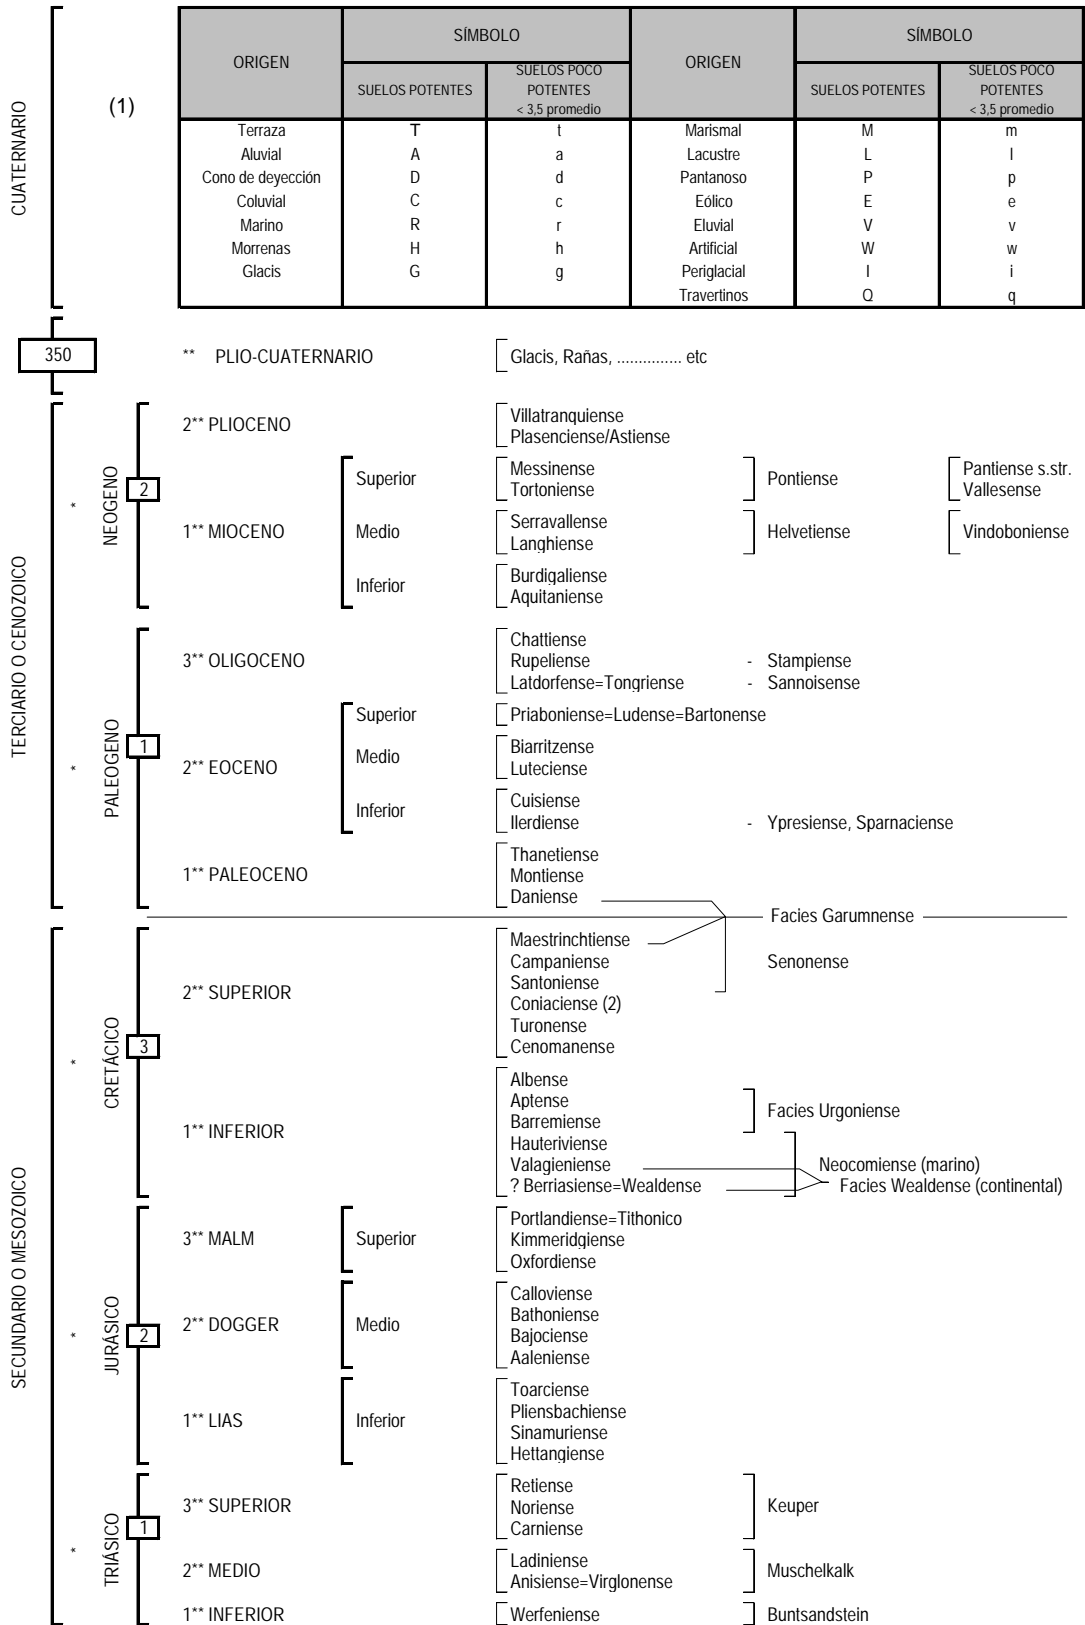 CUATERNARIO
(1)
ORIGEN SÍMBOLO ORIGEN SÍMBOLO
SUELOS POTENTES SUELOS POCO POTENTES < 3,5 promedio SUELOS POTENTES SUELOS POCO POTENTES < 3,5 promedio
Terraza T t Marismal M m
Aluvial A a Lacustre L l
Cono de deyección D d Pantanoso P p
Coluvial C c Eólico E e
Marino R r Eluvial V v
Morrenas H h Artificial W w
Glacis G g Periglacial I i
Travertinos Q q
350 ** PLIO-CUATERNARIO Glacis, Rañas, ............... etc
TERCIARIO O CENOZOICO
* NEOGENO 2
2** PLIOCENO Villatranquiense
Plasenciense/Astiense
1** MIOCENO
Superior Messinense
Tortoniense
Pontiense
Pantiense s.str.
Vallesense
Medio Serravallense
Langhiense
Helvetiense
Vindoboniense
Inferior Burdigaliense
Aquitaniense
* PALEOGENO 1
3** OLIGOCENO Chattiense
Rupeliense - Stampiense
Latdorfense=Tongriense - Sannoisense
2** EOCENO
Superior Priaboniense=Ludense=Bartonense
Medio Biarritzense
Luteciense
Inferior Cuisiense
Ilerdiense - Ypresiense, Sparnaciense
1** PALEOCENO Thanetiense
Montiense
Daniense
Facies Garumnense
SECUNDARIO O MESOZOICO
* CRETÁCICO 3
2** SUPERIOR Maestrinchtiense
Campaniense Senonense
Santoniense
Coniaciense (2)
Turonense
Cenomanense
1** INFERIOR Albense
Aptense
Barremiense
Facies Urgoniense
Hauteriviense
Valagieniense Neocomiense (marino)
? Berriasiense=Wealdense Facies Wealdense (continental)
* JURÁSICO 2
3** MALM Superior Portlandiense=Tithonico
Kimmeridgiense
Oxfordiense
2** DOGGER Medio Calloviense
Bathoniense
Bajociense
Aaleniense
1** LIAS Inferior Toarciense
Pliensbachiense
Sinamuriense
Hettangiense
* TRIÁSICO 1
3** SUPERIOR Retiense
Noriense Keuper
Carniense
2** MEDIO Ladiniense
Anisiense=Virglonense
Muschelkalk
1** INFERIOR Werfeniense Buntsandstein